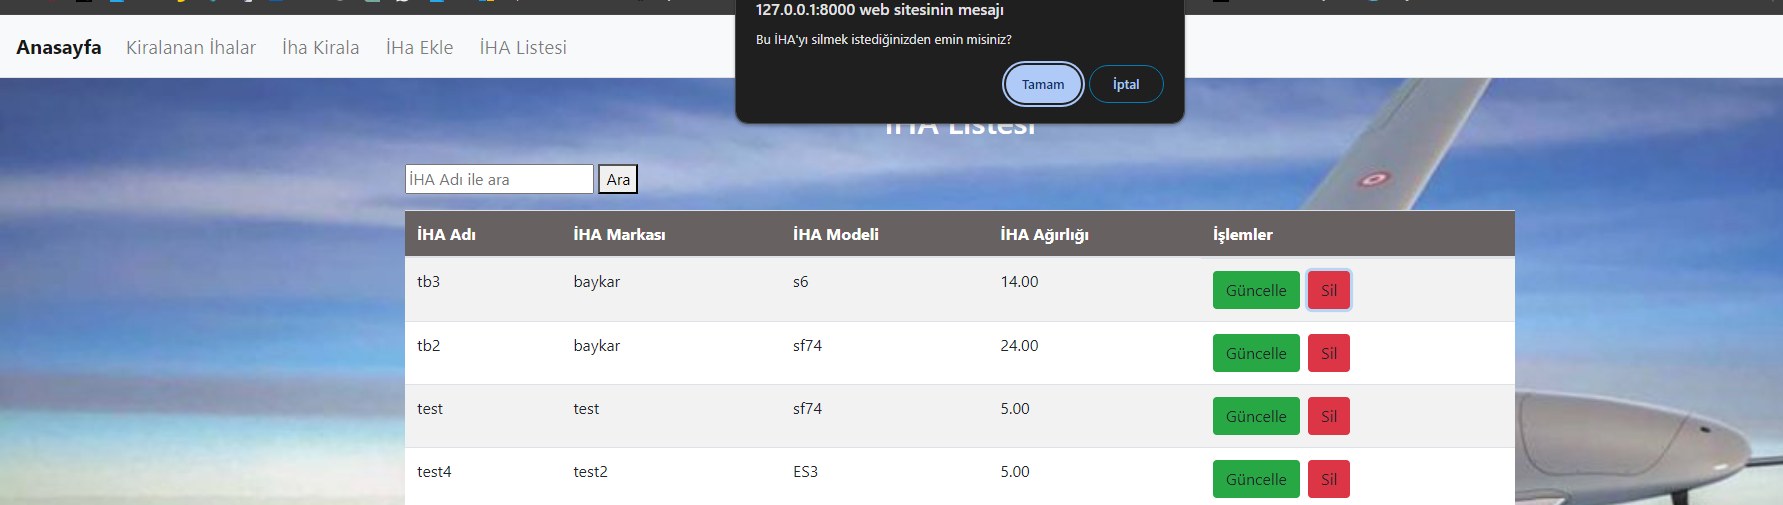 127.0.0.1:8000 web sitesinin mesajı
Bu İHA'yı silmek istediğinizden emin misiniz?
Tamam İptal
Anasayfa Kiralanan İhalar İha Kirala İHa Ekle İHA Listesi
İHA Listesi
İHA Adı ile ara Ara
İHA Adı İHA Markası İHA Modeli İHA Ağırlığı İşlemler
tb3 baykar s6 14.00 Güncelle Sil
tb2 baykar sf74 24.00 Güncelle Sil
test test sf74 5.00 Güncelle Sil
test4 test2 ES3 5.00 Güncelle Sil